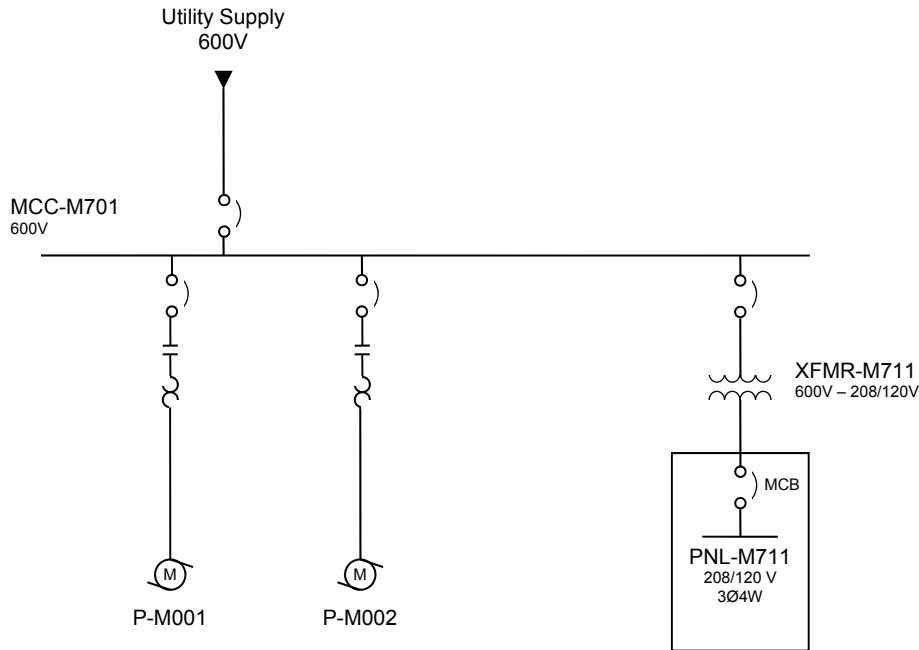 Utility Supply
600V
MCC-M701
600V
XFMR-M711
600V – 208/120V
MCB
PNL-M711
208/120 V
3Ø4W
M
M
P-M001
P-M002